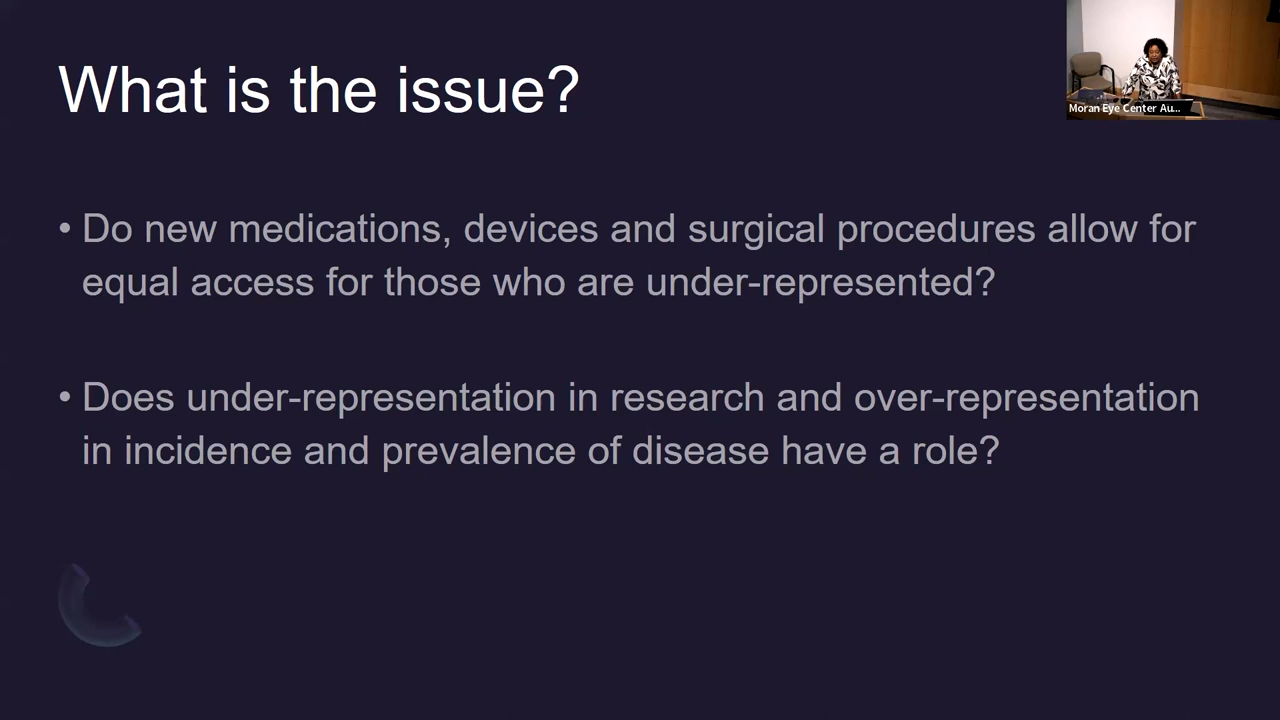 What is the issue?
Moran Eye Center Au...
• Do new medications, devices and surgical procedures allow for
equal access for those who are under-represented?
• Does under-representation in research and over-representation
in incidence and prevalence of disease have a role?